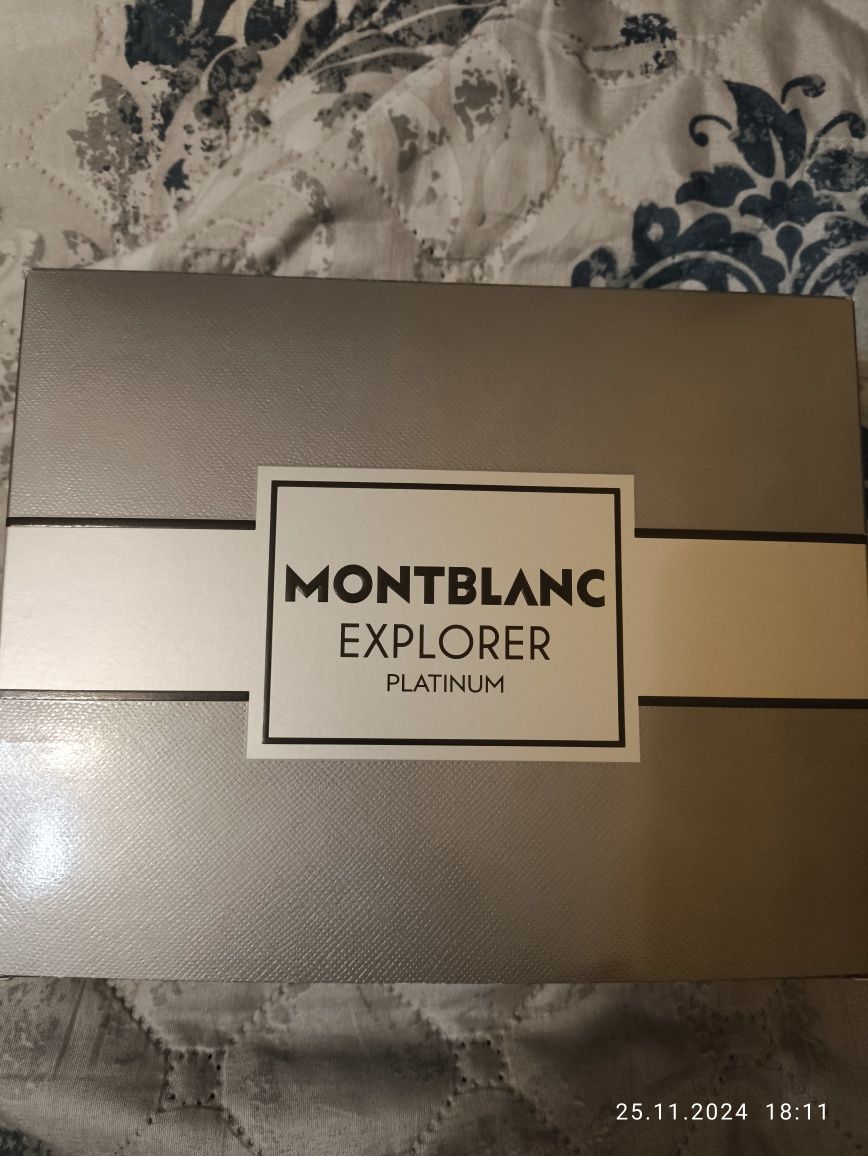 MONTBLANC
EXPLORER
PLATINUM
25.11.2024 18:11